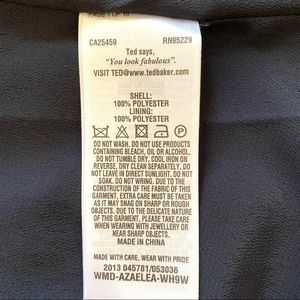 PAGE 1 OF 10
CA25459 RN95229
Ted says,
"You look fabulous".
VISIT TED@WWW.TEDBAKER.COM
SHELL:
100% POLYESTER
LINING:
100% POLYESTER
DO NOT WASH. DO NOT USE PRODUCTS
CONTAINING BLEACH, OIL OR ALCOHOL.
DO NOT TUMBLE DRY. COOL IRON ON
REVERSE. DRY CLEAN SEPARATELY. DO
NOT LEAVE IN DIRECT SUNLIGHT. DO NOT
SOAK. DO NOT WRING. DUE TO THE
CONSTRUCTION OF THE FABRIC OF THIS
GARMENT, EXTRA CARE MUST BE TAKEN
AS IT MAY SNAG ON SHARP OR ROUGH
OBJECTS. DUE TO THE DELICATE NATURE
OF THIS GARMENT, PLEASE TAKE CARE
WHEN WEARING WITH JEWELLERY OR
NEAR SHARP OBJECTS.
MADE IN CHINA
MADE WITH CARE, WEAR WITH PRIDE
2013 045781/053036
WMD-AZAELEA-WH9W